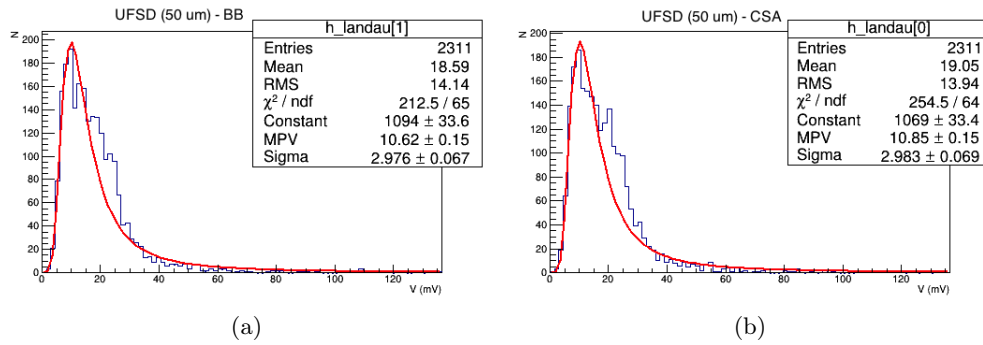 UFSD (50 um) - BB
h_landau[1]
Entries 2311
Mean 18.59
RMS 14.14
χ² / ndf 212.5 / 65
Constant 1094 ± 33.6
MPV 10.62 ± 0.15
Sigma 2.976 ± 0.067
N
200
180
160
140
120
100
80
60
40
20
0
0 20 40 60 80 100 120
V (mV)
(a)
UFSD (50 um) - CSA
h_landau[0]
Entries 2311
Mean 19.05
RMS 13.94
χ² / ndf 254.5 / 64
Constant 1069 ± 33.4
MPV 10.85 ± 0.15
Sigma 2.983 ± 0.069
N
200
180
160
140
120
100
80
60
40
20
0
0 20 40 60 80 100 120
V (mV)
(b)